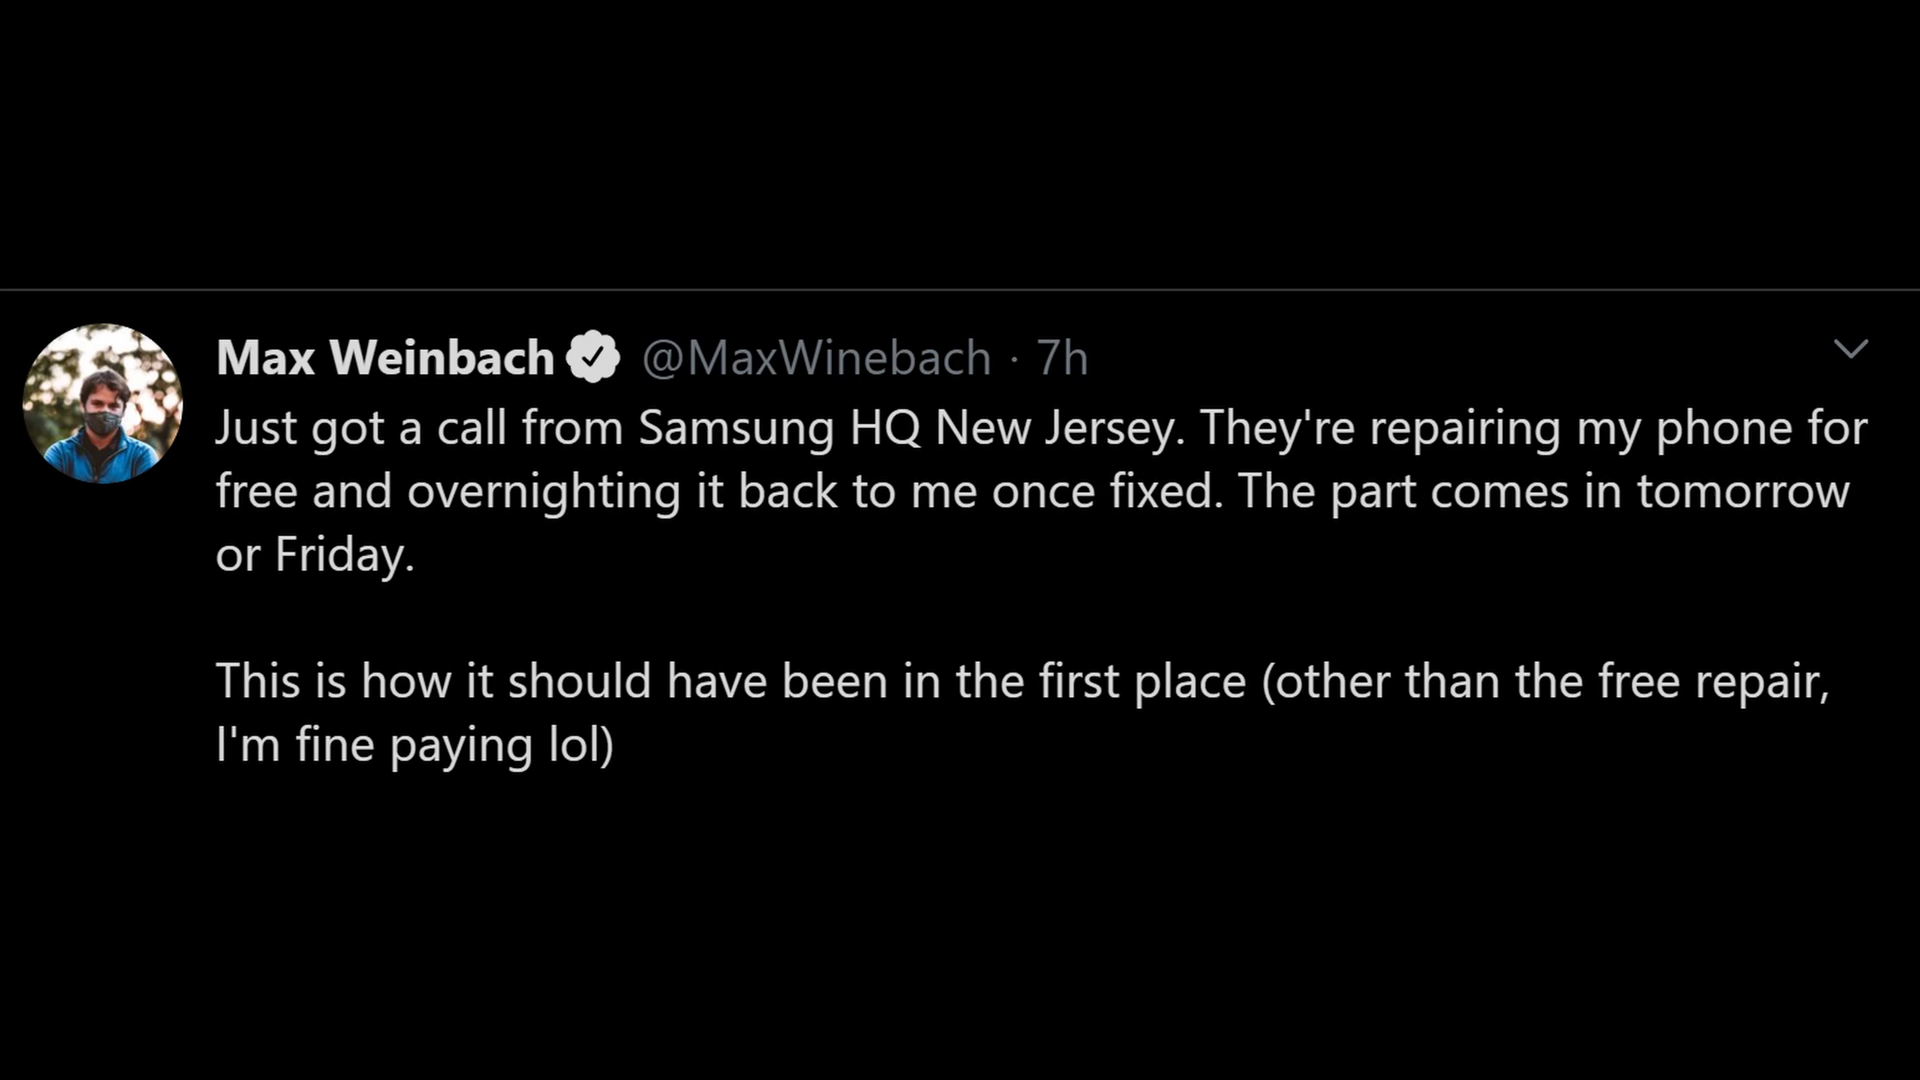 Max Weinbach @MaxWinebach · 7h
Just got a call from Samsung HQ New Jersey. They're repairing my phone for
free and overnighting it back to me once fixed. The part comes in tomorrow
or Friday.
This is how it should have been in the first place (other than the free repair,
I'm fine paying lol)